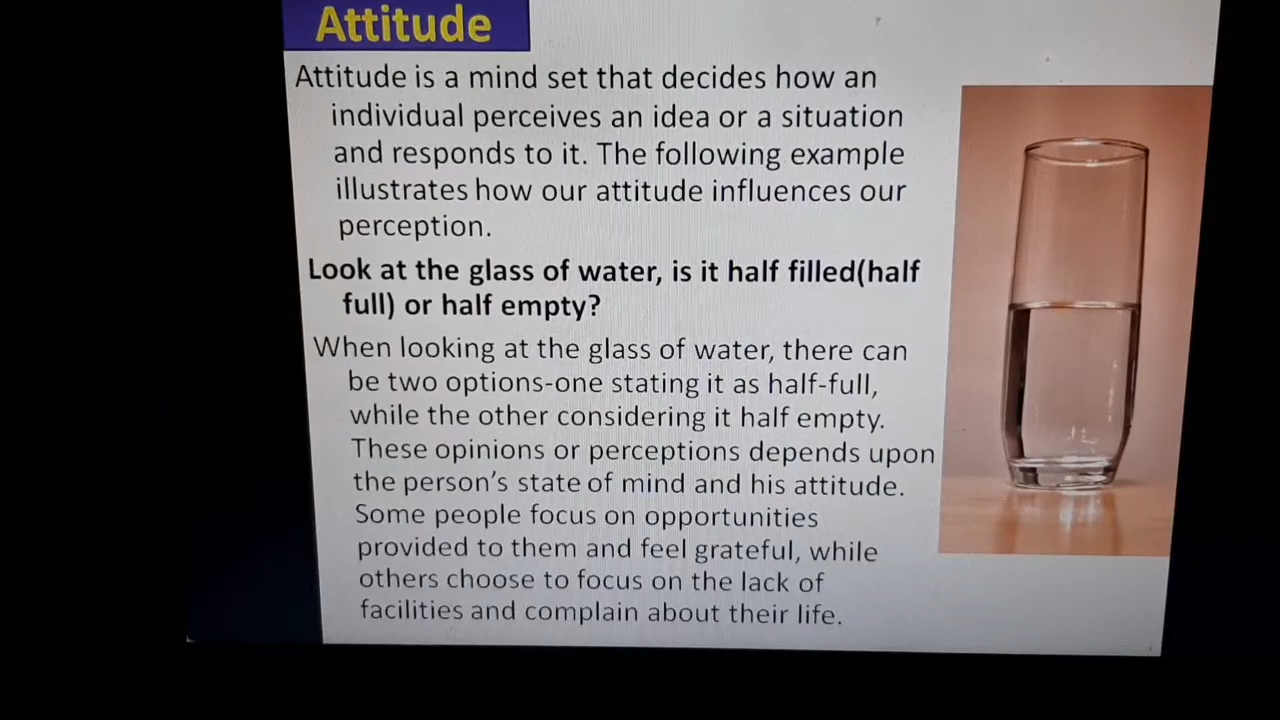 Attitude
Attitude is a mind set that decides how an
individual perceives an idea or a situation
and responds to it. The following example
illustrates how our attitude influences our
perception.
Look at the glass of water, is it half filled(half
full) or half empty?
When looking at the glass of water, there can
be two options-one stating it as half-full,
while the other considering it half empty.
These opinions or perceptions depends upon
the person's state of mind and his attitude.
Some people focus on opportunities
provided to them and feel grateful, while
others choose to focus on the lack of
facilities and complain about their life.